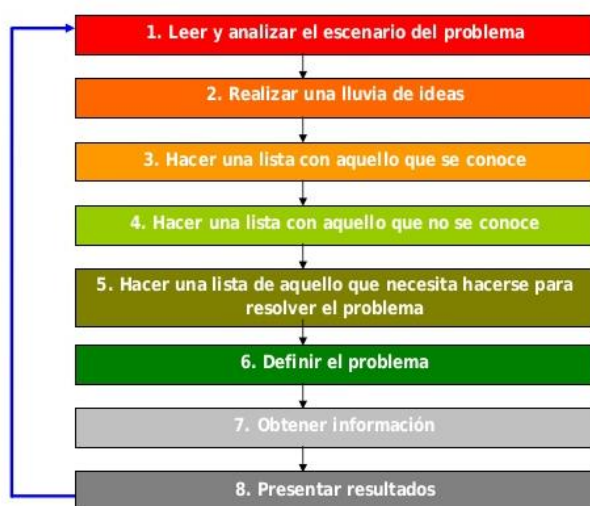 1. Leer y analizar el escenario del problema
2. Realizar una lluvia de ideas
3. Hacer una lista con aquello que se conoce
4. Hacer una lista con aquello que no se conoce
5. Hacer una lista de aquello que necesita hacerse para
resolver el problema
6. Definir el problema
7. Obtener información
8. Presentar resultados